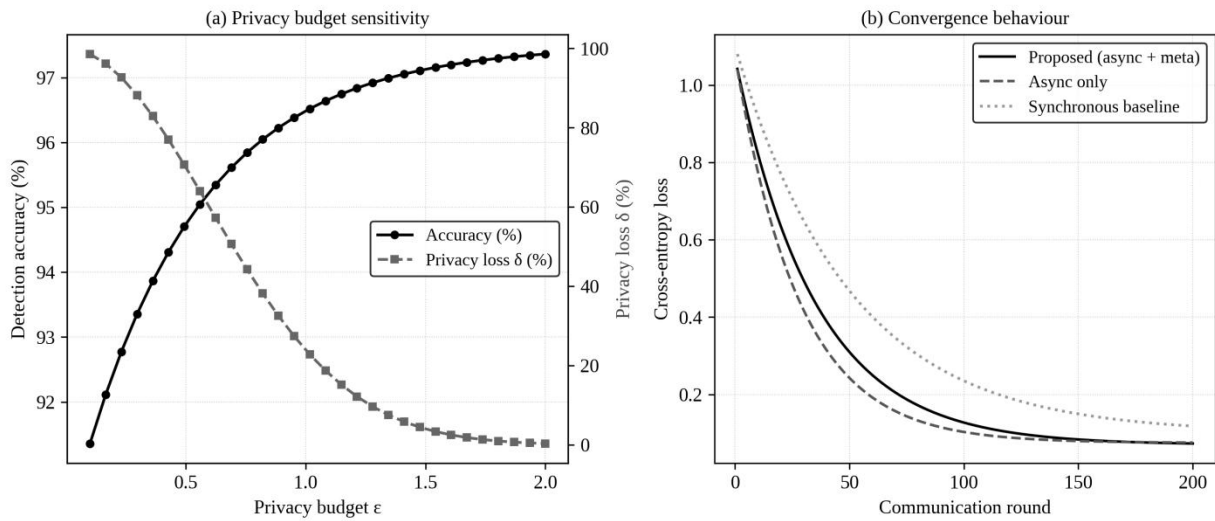 (a) Privacy budget sensitivity
Detection accuracy (%)
97
96
95
94
93
92
100
80
60
40
20
0
Privacy loss δ (%)
Accuracy (%)
Privacy loss δ (%)
0.5
1.0
1.5
2.0
Privacy budget ε
(b) Convergence behaviour
Cross-entropy loss
1.0
0.8
0.6
0.4
0.2
Proposed (async + meta)
Async only
Synchronous baseline
0
50
100
150
200
Communication round